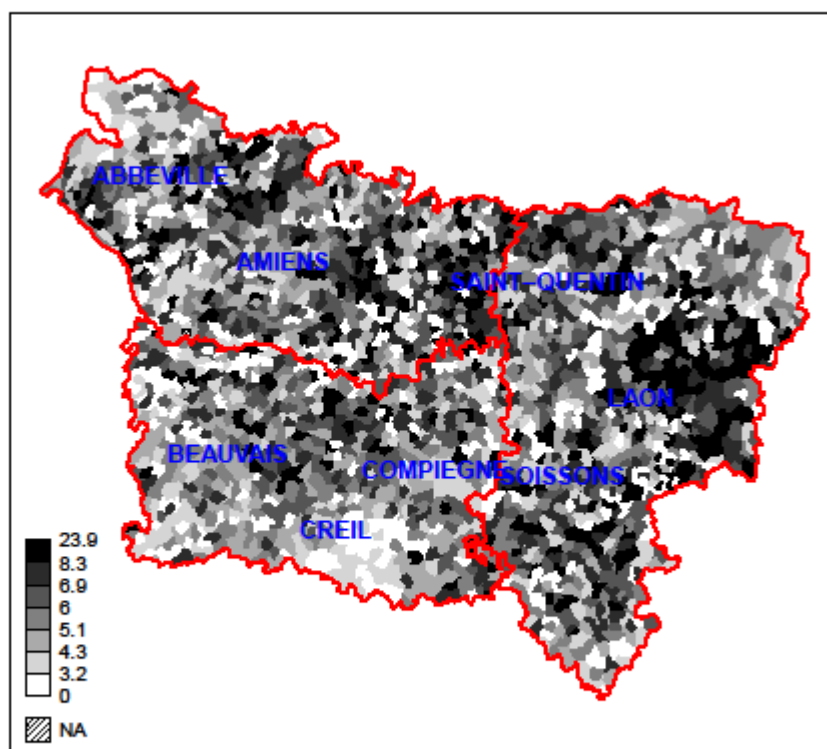 ABBEVILLE
AMIENS
SAINT-QUENTIN
LAON
BEAUVAIS
COMPIEGNE
SOISSONS
CREIL
23.9
8.3
6.9
6
5.1
4.3
3.2
0
NA